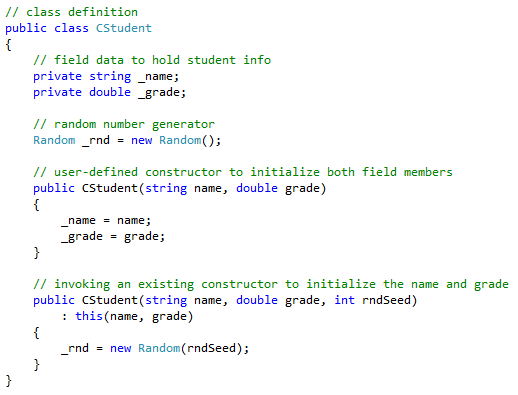 // class definition
public class CStudent
{
    // field data to hold student info
    private string _name;
    private double _grade;

    // random number generator
    Random _rnd = new Random();

    // user-defined constructor to initialize both field members
    public CStudent(string name, double grade)
    {
        _name = name;
        _grade = grade;
    }

    // invoking an existing constructor to initialize the name and grade
    public CStudent(string name, double grade, int rndSeed)
        : this(name, grade)
    {
        _rnd = new Random(rndSeed);
    }
}